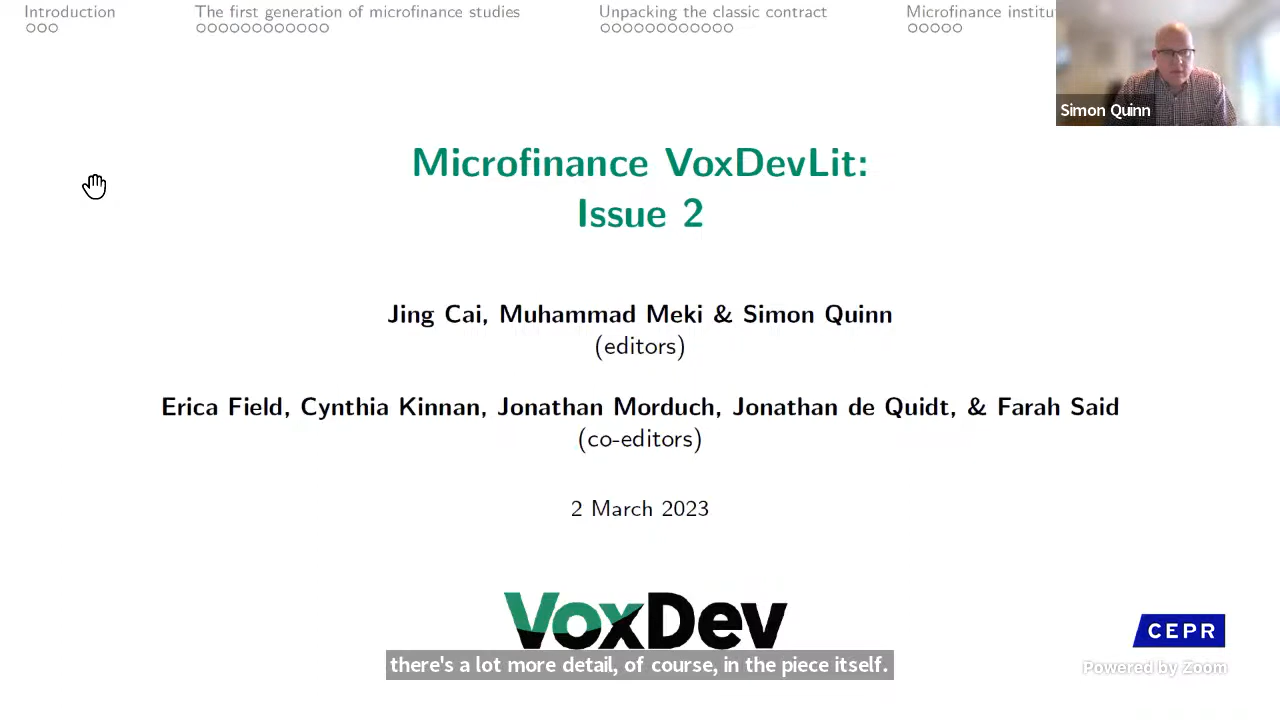 Introduction
The first generation of microfinance studies
Unpacking the classic contract
Microfinance institu
Simon Quinn
Microfinance VoxDevLit:
Issue 2
Jing Cai, Muhammad Meki & Simon Quinn
(editors)
Erica Field, Cynthia Kinnan, Jonathan Morduch, Jonathan de Quidt, & Farah Said
(co-editors)
2 March 2023
VoxDev
CEPR
there's a lot more detail, of course, in the piece itself.
Powered by Zoom